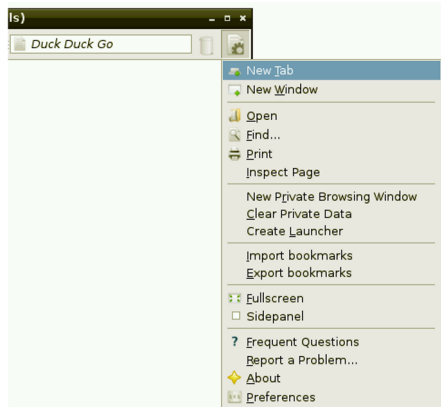 ls)
Duck Duck Go
New Tab
New Window
Open
Find...
Print
Inspect Page
New Private Browsing Window
Clear Private Data
Create Launcher
Import bookmarks
Export bookmarks
Fullscreen
Sidepanel
? Frequent Questions
Report a Problem...
About
Preferences